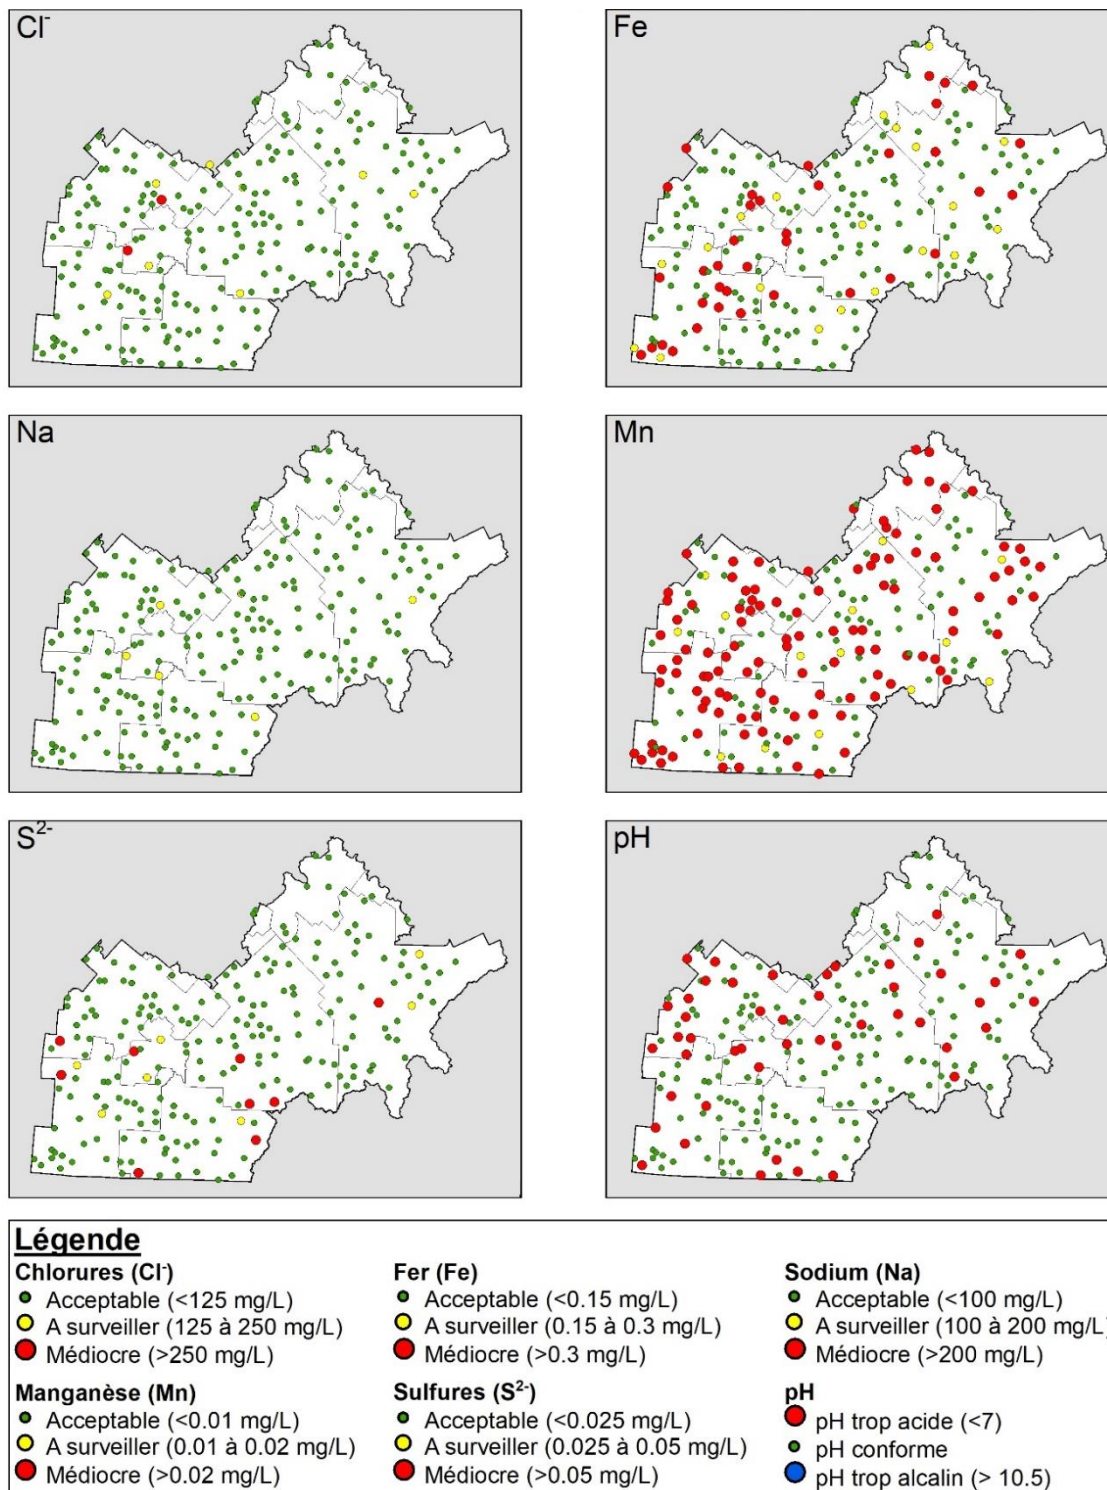 Cl⁻
Fe
Na
Mn
S²⁻
pH
Légende
Chlorures (Cl⁻)
Acceptable (<125 mg/L)
A surveiller (125 à 250 mg/L)
Médiocre (>250 mg/L)
Fer (Fe)
Acceptable (<0.15 mg/L)
A surveiller (0.15 à 0.3 mg/L)
Médiocre (>0.3 mg/L)
Sodium (Na)
Acceptable (<100 mg/L)
A surveiller (100 à 200 mg/L)
Médiocre (>200 mg/L)
Manganèse (Mn)
Acceptable (<0.01 mg/L)
A surveiller (0.01 à 0.02 mg/L)
Médiocre (>0.02 mg/L)
Sulfures (S²⁻)
Acceptable (<0.025 mg/L)
A surveiller (0.025 à 0.05 mg/L)
Médiocre (>0.05 mg/L)
pH
pH trop acide (<7)
pH conforme
pH trop alcalin (> 10.5)